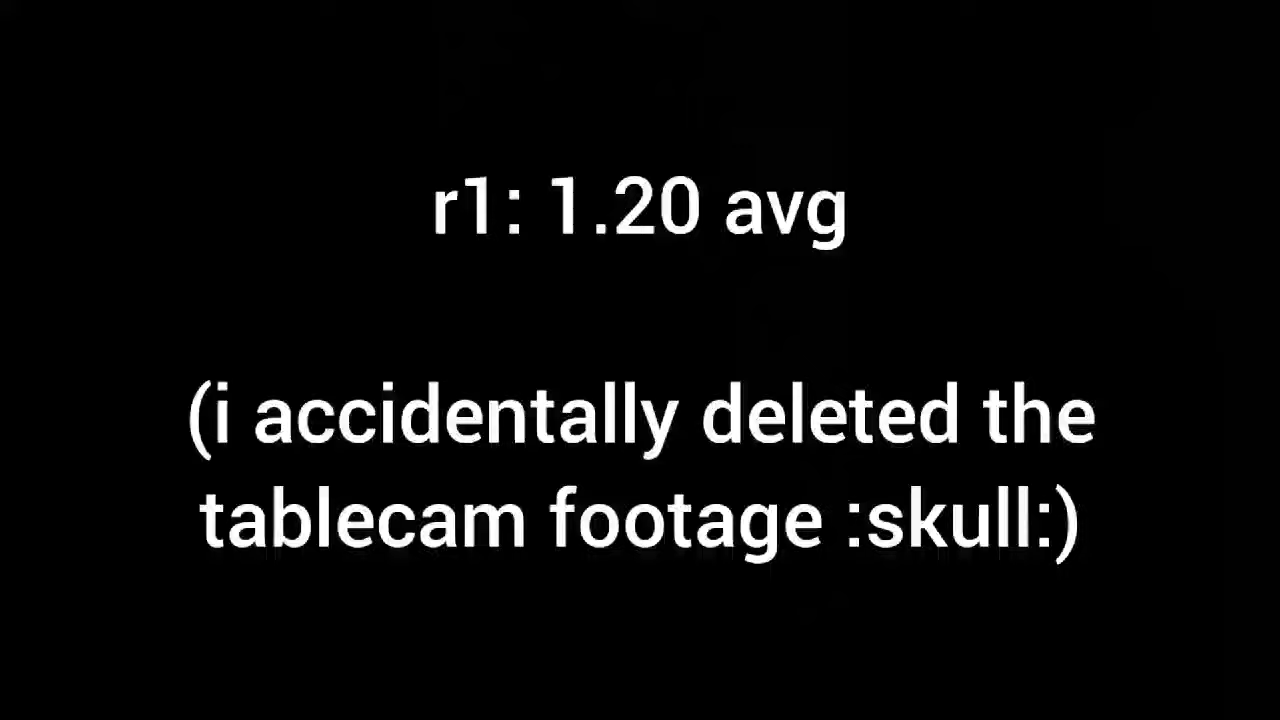 r1: 1.20 avg
(i accidentally deleted the
tablecam footage :skull:)